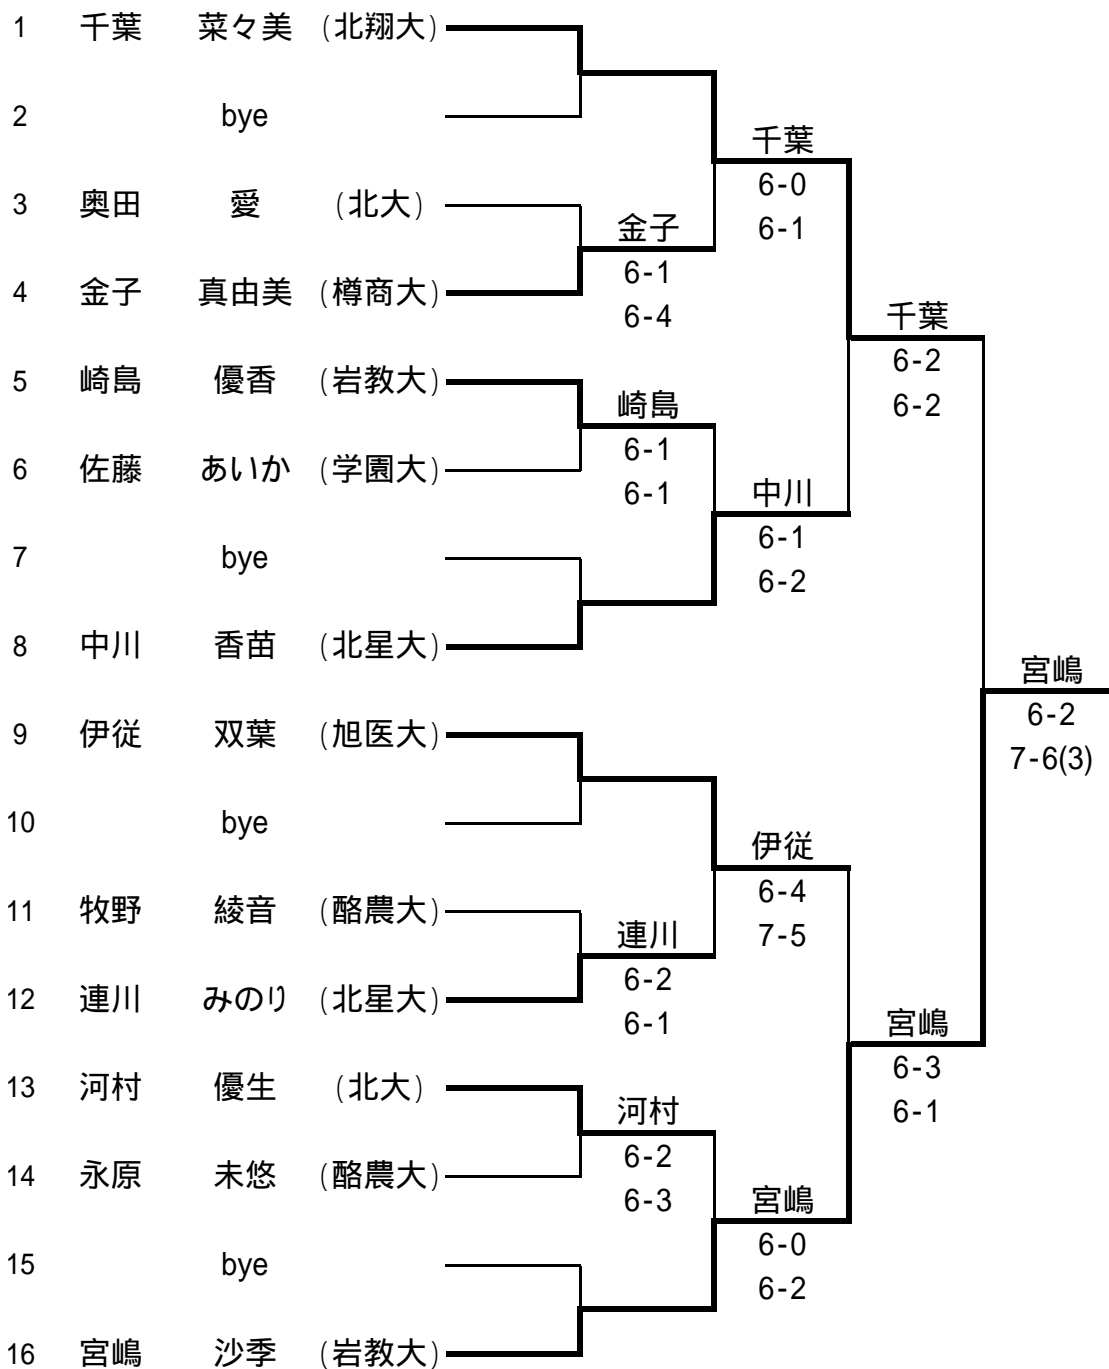 1 千葉 菜々美 (北翔大)
2 bye
千葉
3 奥田 愛 (北大)
6-0
金子
6-1
4 金子 真由美 (樽商大)
6-1
6-4
千葉
5 崎島 優香 (岩教大)
6-2
崎島
6-2
6 佐藤 あいか (学園大)
6-1
6-1
中川
7 bye
6-1
6-2
8 中川 香苗 (北星大)
宮嶋
9 伊従 双葉 (旭医大)
6-2
7-6(3)
10 bye
伊従
11 牧野 綾音 (酪農大)
6-4
連川
7-5
12 連川 みのり (北星大)
6-2
6-1
宮嶋
13 河村 優生 (北大)
6-3
河村
6-1
14 永原 未悠 (酪農大)
6-2
6-3
宮嶋
15 bye
6-0
6-2
16 宮嶋 沙季 (岩教大)